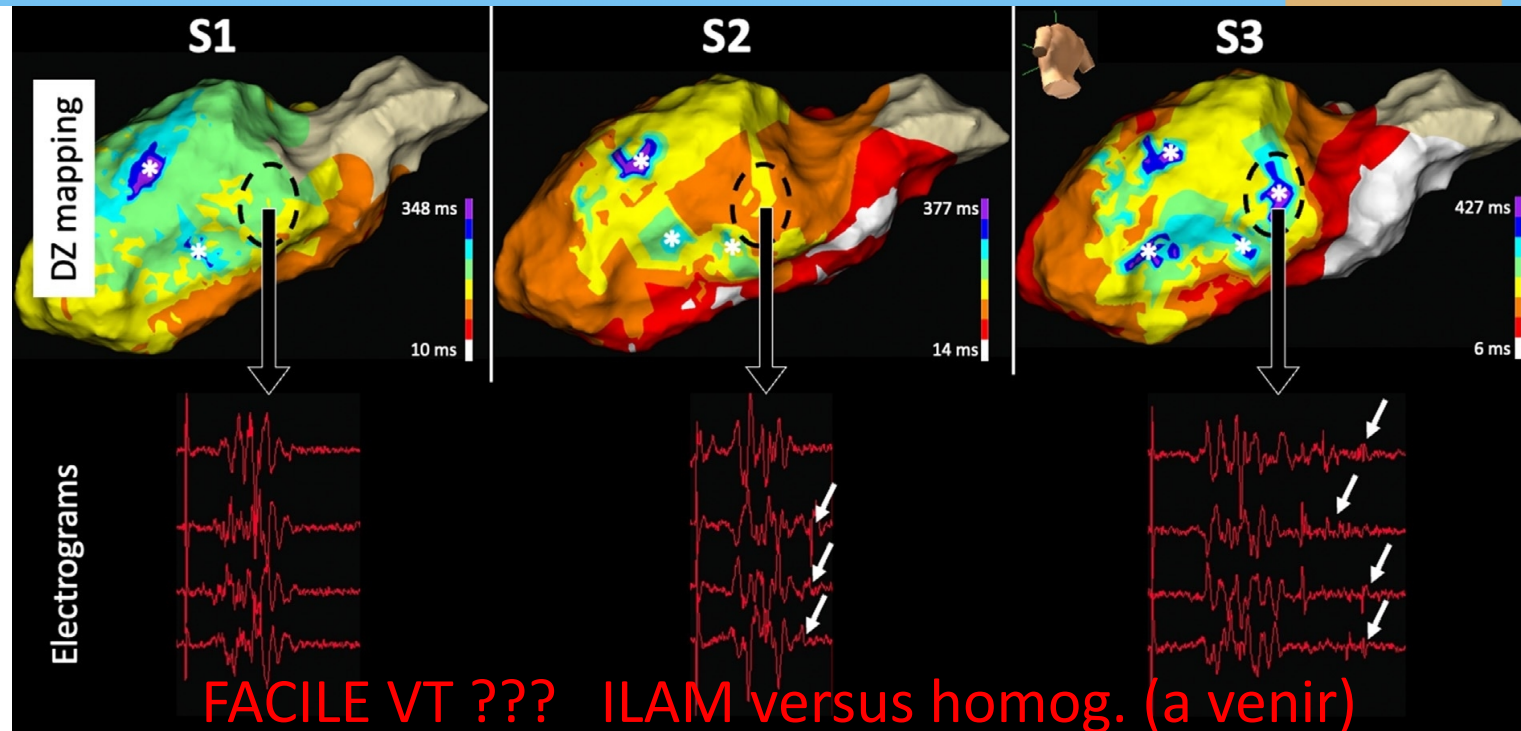 S1
S2
S3
DZ mapping
348 ms
10 ms
377 ms
14 ms
427 ms
6 ms
Electrograms
FACILE VT ??? ILAM versus homog. (a venir)